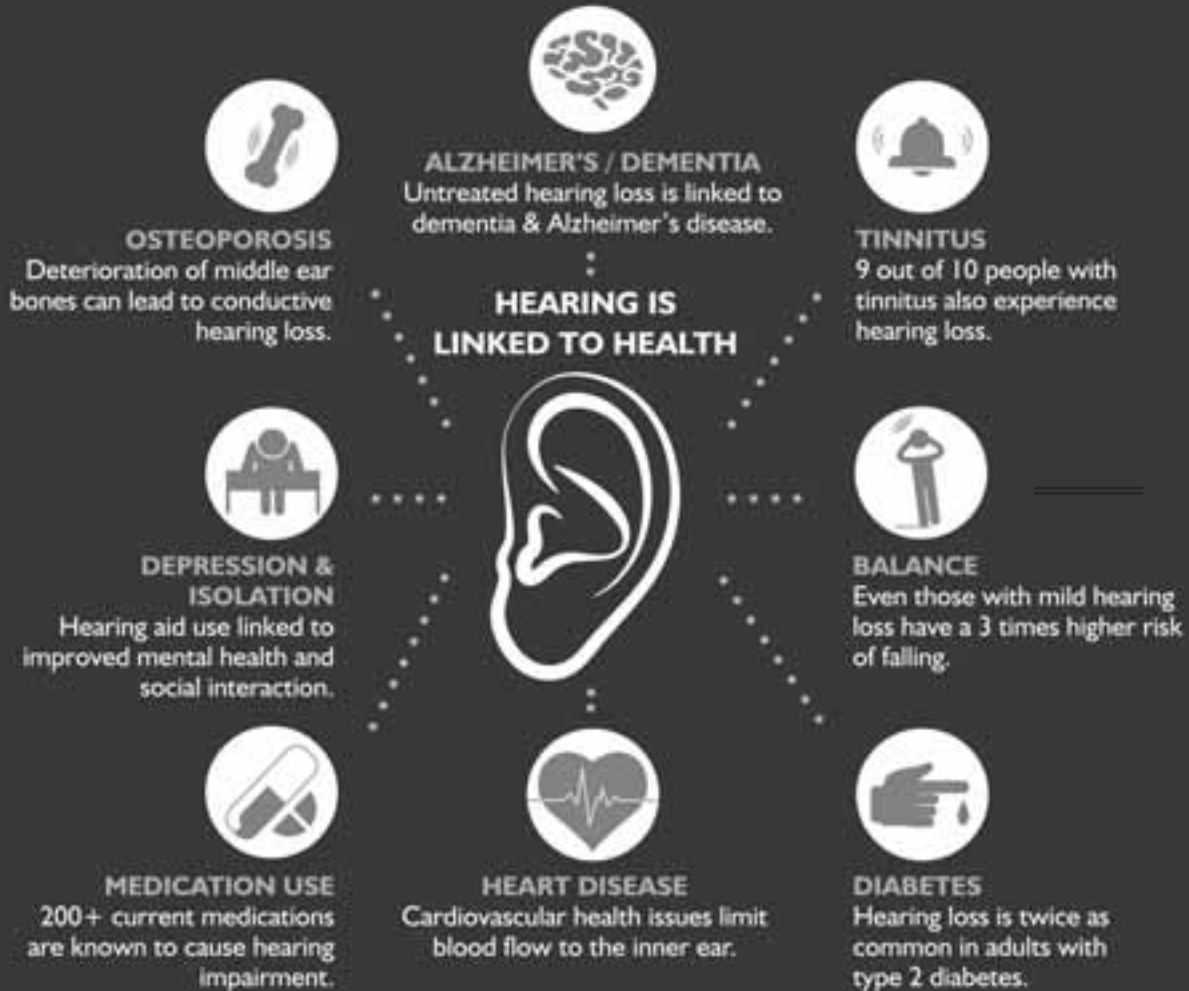 ALZHEIMER'S / DEMENTIA
Untreated hearing loss is linked to
dementia & Alzheimer's disease.
OSTEOPOROSIS
Deterioration of middle ear
bones can lead to conductive
hearing loss.
TINNITUS
9 out of 10 people with
tinnitus also experience
hearing loss.
HEARING IS
LINKED TO HEALTH
DEPRESSION &
ISOLATION
Hearing aid use linked to
improved mental health and
social interaction.
BALANCE
Even those with mild hearing
loss have a 3 times higher risk
of falling.
MEDICATION USE
200+ current medications
are known to cause hearing
impairment.
HEART DISEASE
Cardiovascular health issues limit
blood flow to the inner ear.
DIABETES
Hearing loss is twice as
common in adults with
type 2 diabetes.